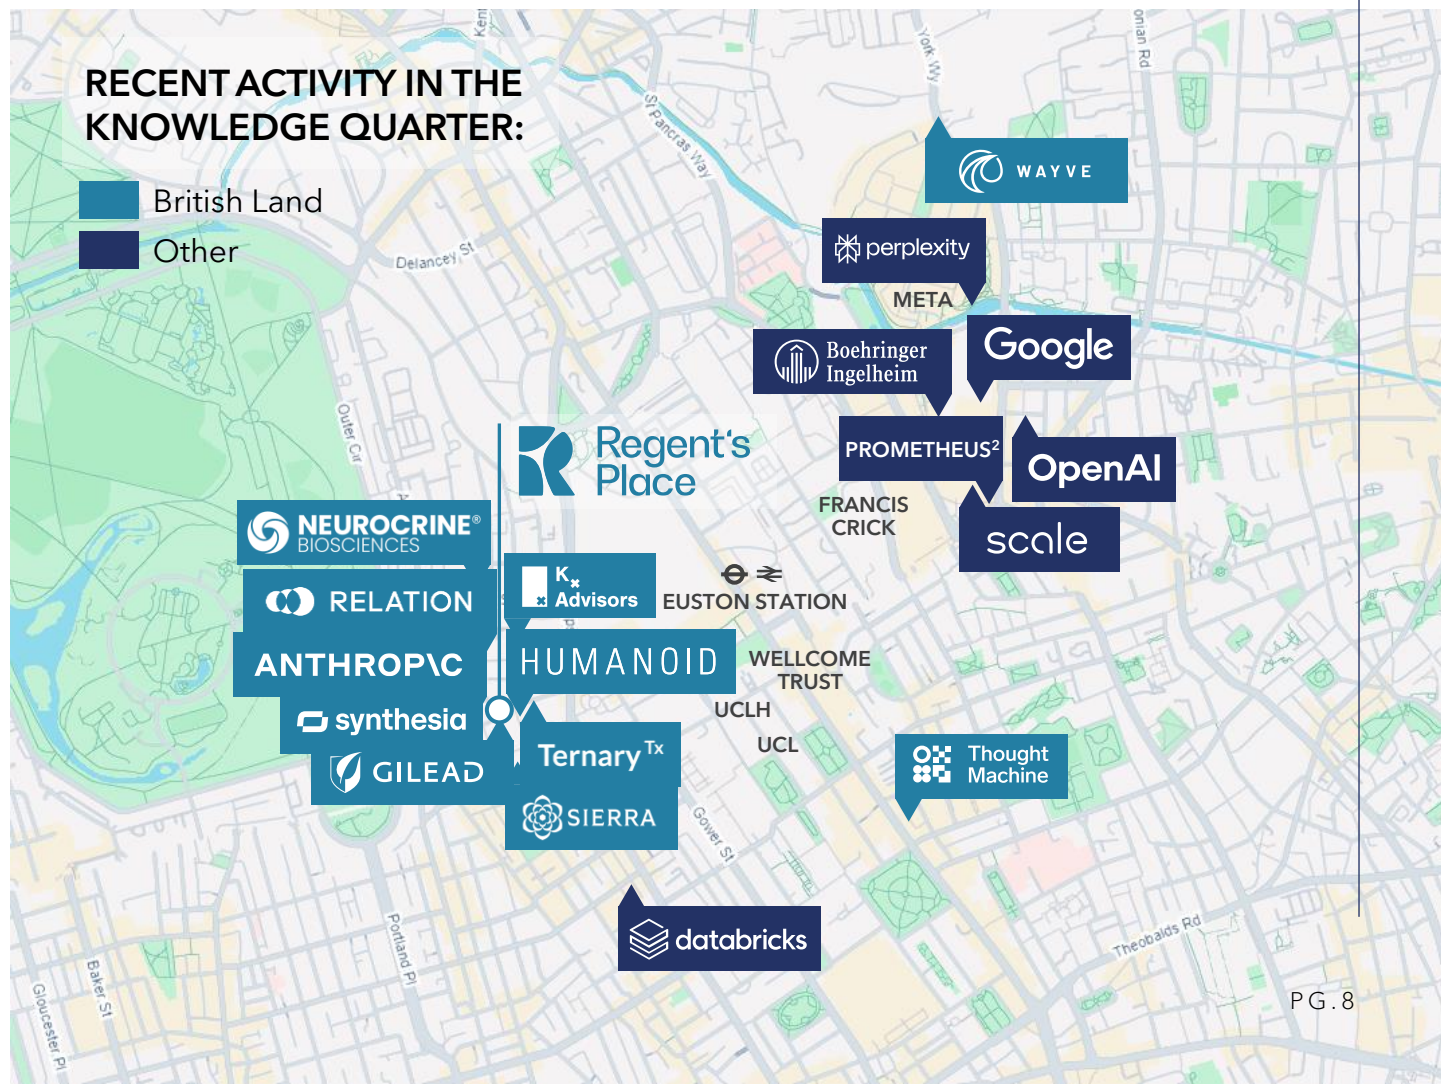 RECENT ACTIVITY IN THE
KNOWLEDGE QUARTER:
British Land
Other
Kent
St Pancras Way
York Wy
onian Rd
Delancey St
Outer Cir
WAYVE
perplexity
META
Google
Boehringer
Ingelheim
PROMETHEUS²
OpenAI
FRANCIS
CRICK
scale
Regent's
Place
NEUROCRINE®
BIOSCIENCES
RELATION
ANTHROP\C
synthesia
GILEAD
K
Advisors
EUSTON STATION
HUMANOID
WELLCOME
TRUST
UCLH
UCL
Ternary Tx
SIERRA
Thought
Machine
Gower St
databricks
Portland Pl
Baker St
Gloucester Pl
Theobalds Rd
PG.8